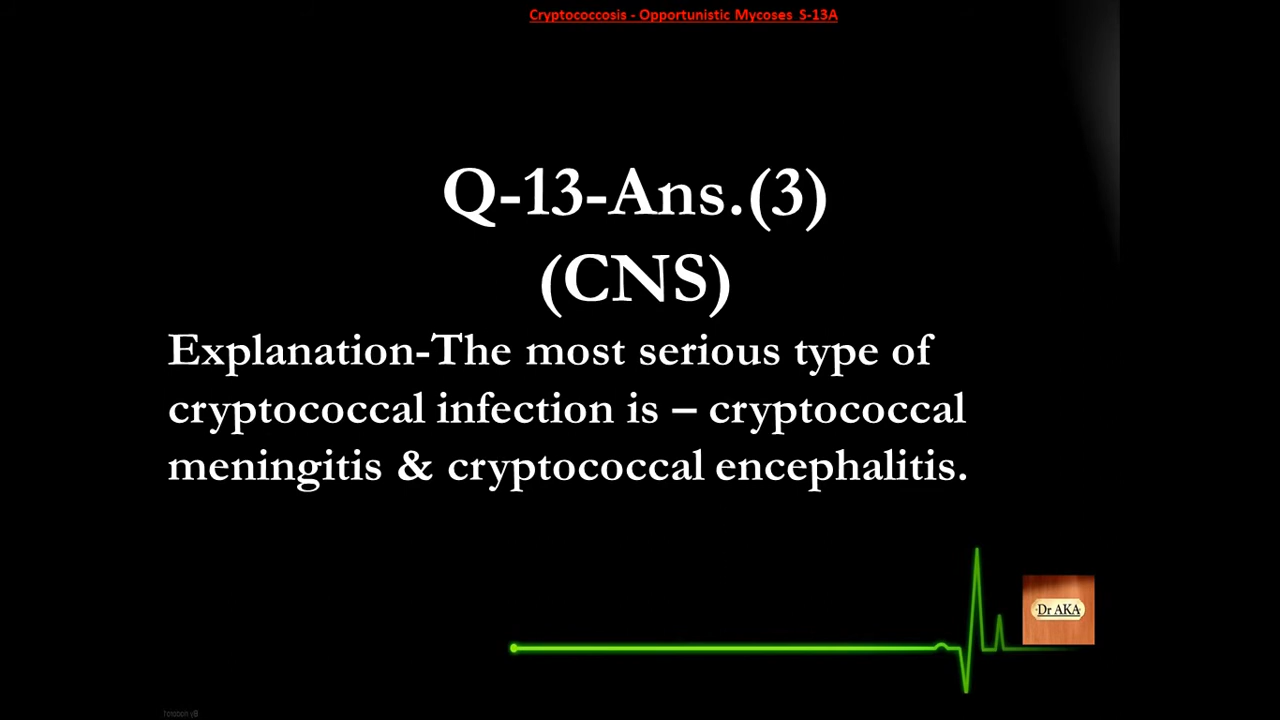 Cryptococcosis - Opportunistic Mycoses S-13A
Q-13-Ans.(3)
(CNS)
Explanation-The most serious type of
cryptococcal infection is – cryptococcal
meningitis & cryptococcal encephalitis.
Dr AKA